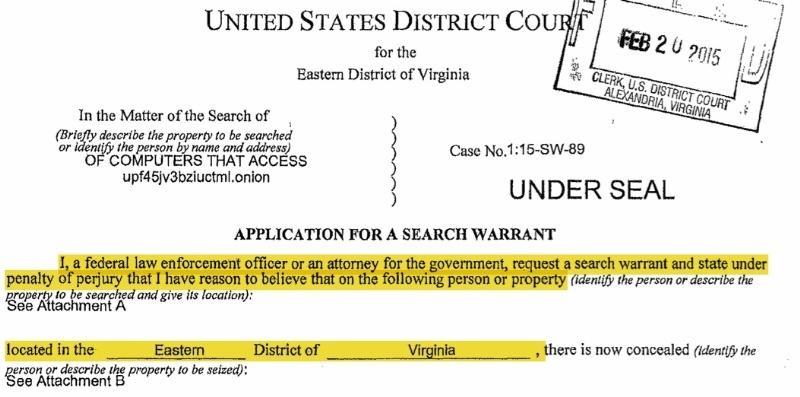 UNITED STATES DISTRICT COURT
for the
Eastern District of Virginia
FEB 20 2015
CLERK, U.S. DISTRICT COURT
ALEXANDRIA, VIRGINIA
In the Matter of the Search of
(Briefly describe the property to be searched
or identify the person by name and address)
OF COMPUTERS THAT ACCESS
upf45jv3bziuctml.onion
)
)
)
)
)
)
Case No.1:15-SW-89
UNDER SEAL
APPLICATION FOR A SEARCH WARRANT
I, a federal law enforcement officer or an attorney for the government, request a search warrant and state under
penalty of perjury that I have reason to believe that on the following person or property (identify the person or describe the
property to be searched and give its location):
See Attachment A
located in the Eastern District of Virginia , there is now concealed (identify the
person or describe the property to be seized):
See Attachment B